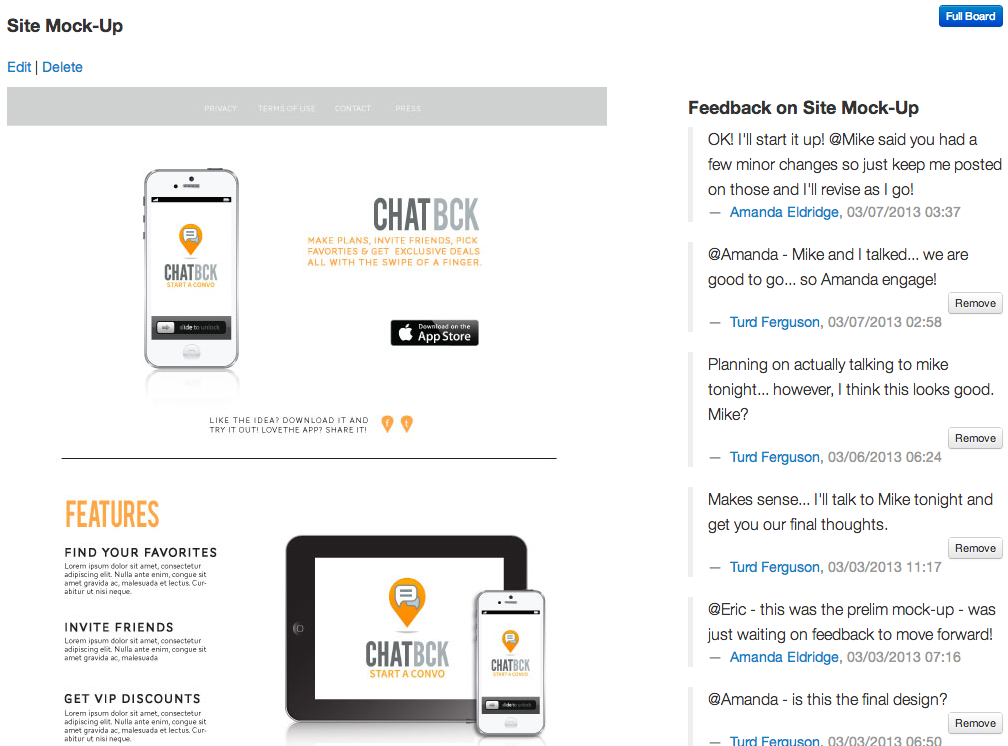 Full Board
Site Mock-Up
Edit | Delete
PRIVACY TERMS OF USE CONTACT PRESS
CHATBCK
START A CONVO
slide to unlock
CHATBCK
MAKE PLANS, INVITE FRIENDS, PICK
FAVORTIES & GET EXCLUSIVE DEALS
ALL WITH THE SWIPE OF A FINGER.
Download on the
App Store
LIKE THE IDEA? DOWNLOAD IT AND
TRY IT OUT! LOVETHE APP? SHARE IT!
f t
FEATURES
FIND YOUR FAVORITES
Lorem ipsum dolor sit amet, consectetur
adipiscing elit. Nulla ante enim, congue sit
amet gravida ac, malesuada et lectus. Cur-
abitur ut nisi neque.
INVITE FRIENDS
Lorem ipsum dolor sit amet, consectetur
adipiscing elit. Nulla ante enim, congue sit
amet gravida ac, malesuada
GET VIP DISCOUNTS
Lorem ipsum dolor sit amet, consectetur
adipiscing elit. Nulla ante enim, congue sit
amet gravida ac, malesuada et lectus. Cur-
abitur ut nisi neque.
CHATBCK
START A CONVO
CHATBCK
START A CONVO
slide to unlock
Feedback on Site Mock-Up
OK! I'll start it up! @Mike said you had a
few minor changes so just keep me posted
on those and I'll revise as I go!
— Amanda Eldridge, 03/07/2013 03:37
@Amanda - Mike and I talked... we are
good to go... so Amanda engage!
Remove
— Turd Ferguson, 03/07/2013 02:58
Planning on actually talking to mike
tonight... however, I think this looks good.
Mike?
Remove
— Turd Ferguson, 03/06/2013 06:24
Makes sense... I'll talk to Mike tonight and
get you our final thoughts.
Remove
— Turd Ferguson, 03/03/2013 11:17
@Eric - this was the prelim mock-up - was
just waiting on feedback to move forward!
— Amanda Eldridge, 03/03/2013 07:16
@Amanda - is this the final design?
Remove
— Turd Ferguson, 03/03/2013 06:50